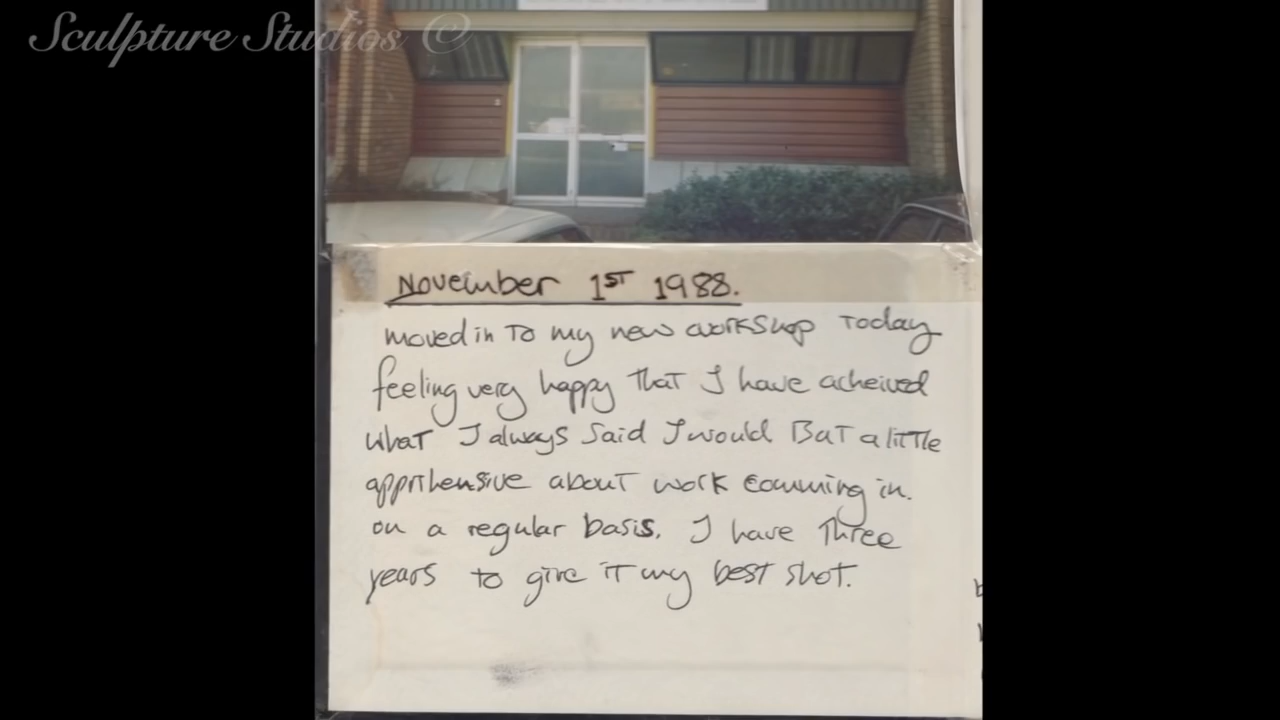 Sculpture Studios ©
November 1ST 1988.
moved in To my new workshop Today
feeling very happy that I have acheived
what I always said I would But a little
apprihensive about work comming in.
on a regular basis. I have Three
years to give it my best shot.